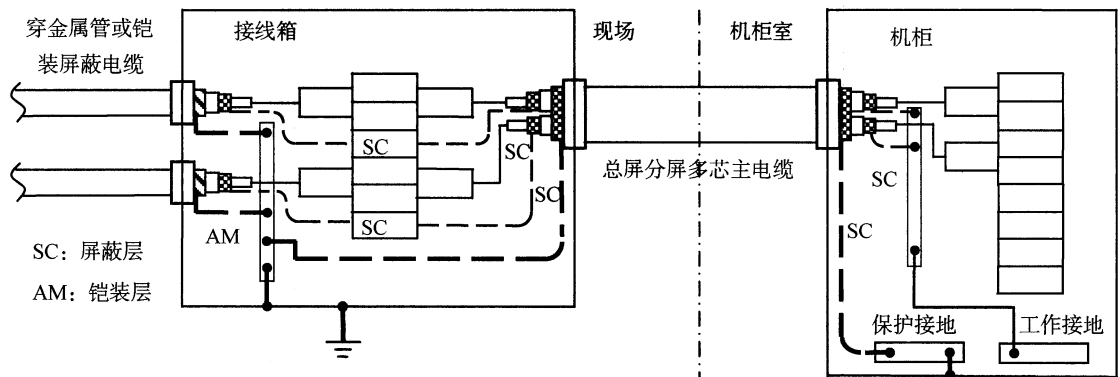 穿金属管或铠
装屏蔽电缆
接线箱
现场
机柜室
机柜
SC
SC
SC
总屏分屏多芯主电缆
SC
SC
AM
SC
SC：屏蔽层
AM：铠装层
保护接地
工作接地